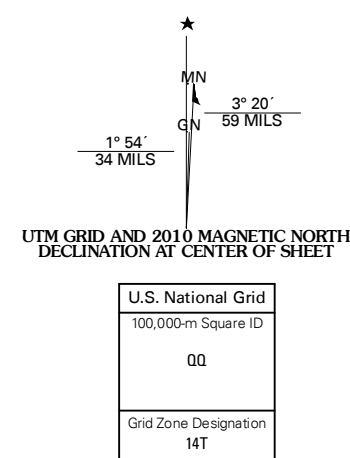 ★
MN
3° 20´
59 MILS
GN
1° 54´
34 MILS
UTM GRID AND 2010 MAGNETIC NORTH
DECLINATION AT CENTER OF SHEET
U.S. National Grid
100,000-m Square ID
QQ
Grid Zone Designation
14T